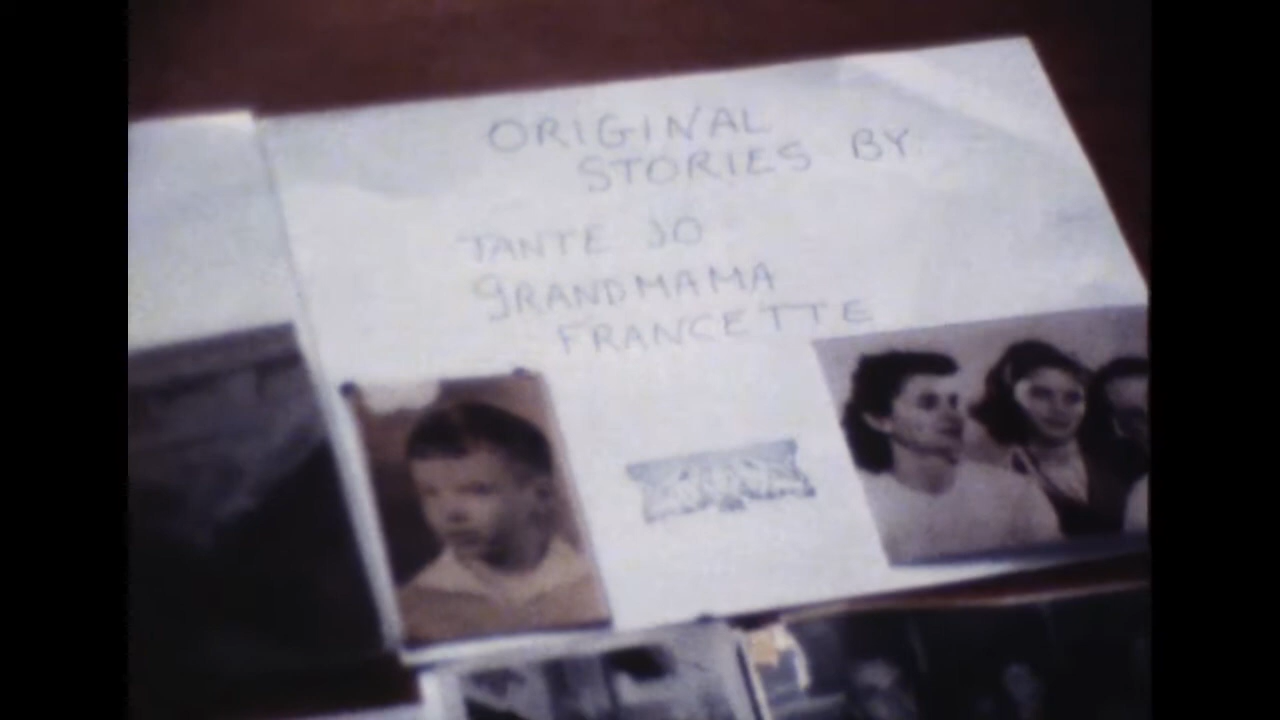 ORIGINAL
STORIES BY
TANTE JO
GRANDMAMA
FRANCETTE